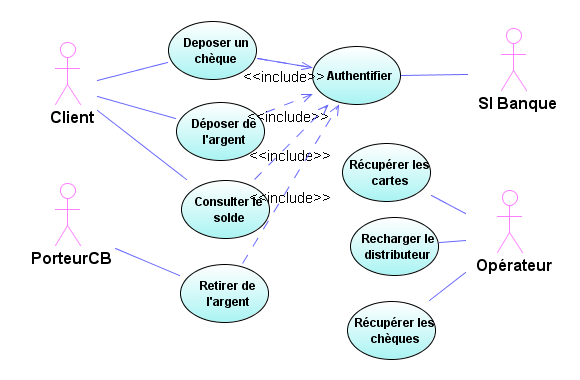 Deposer un
chèque
<<include>>
Authentifier
Client
SI Banque
Déposer de
l'argent
<<include>>
<<include>>
Récupérer les
cartes
Consulter le
solde
<<include>>
PorteurCB
Recharger le
distributeur
Opérateur
Retirer de
l'argent
Récupérer les
chèques